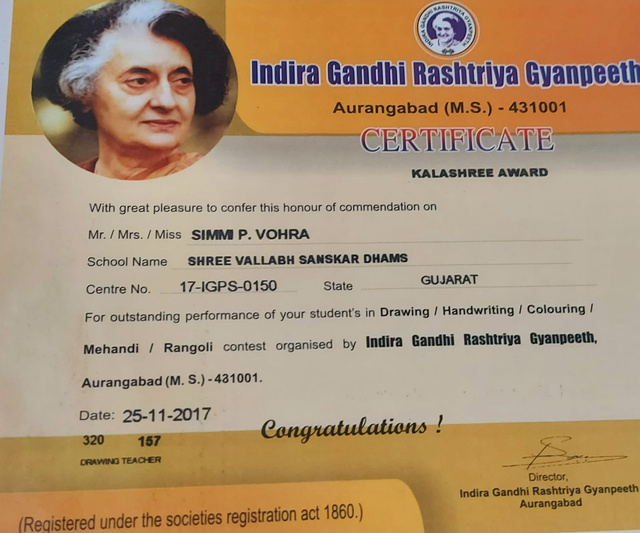 INDIRA GANDHI RASHTRIYA GYANPEETH
Indira Gandhi Rashtriya Gyanpeeth
Aurangabad (M.S.) - 431001
CERTIFICATE
KALASHREE AWARD
With great pleasure to confer this honour of commendation on
Mr. / Mrs. / Miss SIMMI P. VOHRA
School Name SHREE VALLABH SANSKAR DHAMS
Centre No. 17-IGPS-0150 State GUJARAT
For outstanding performance of your student's in Drawing / Handwriting / Colouring /
Mehandi / Rangoli contest organised by Indira Gandhi Rashtriya Gyanpeeth,
Aurangabad (M. S.) - 431001.
Date: 25-11-2017
320 157
Congratulations !
DRAWING TEACHER
Director,
Indira Gandhi Rashtriya Gyanpeeth
Aurangabad
(Registered under the societies registration act 1860.)